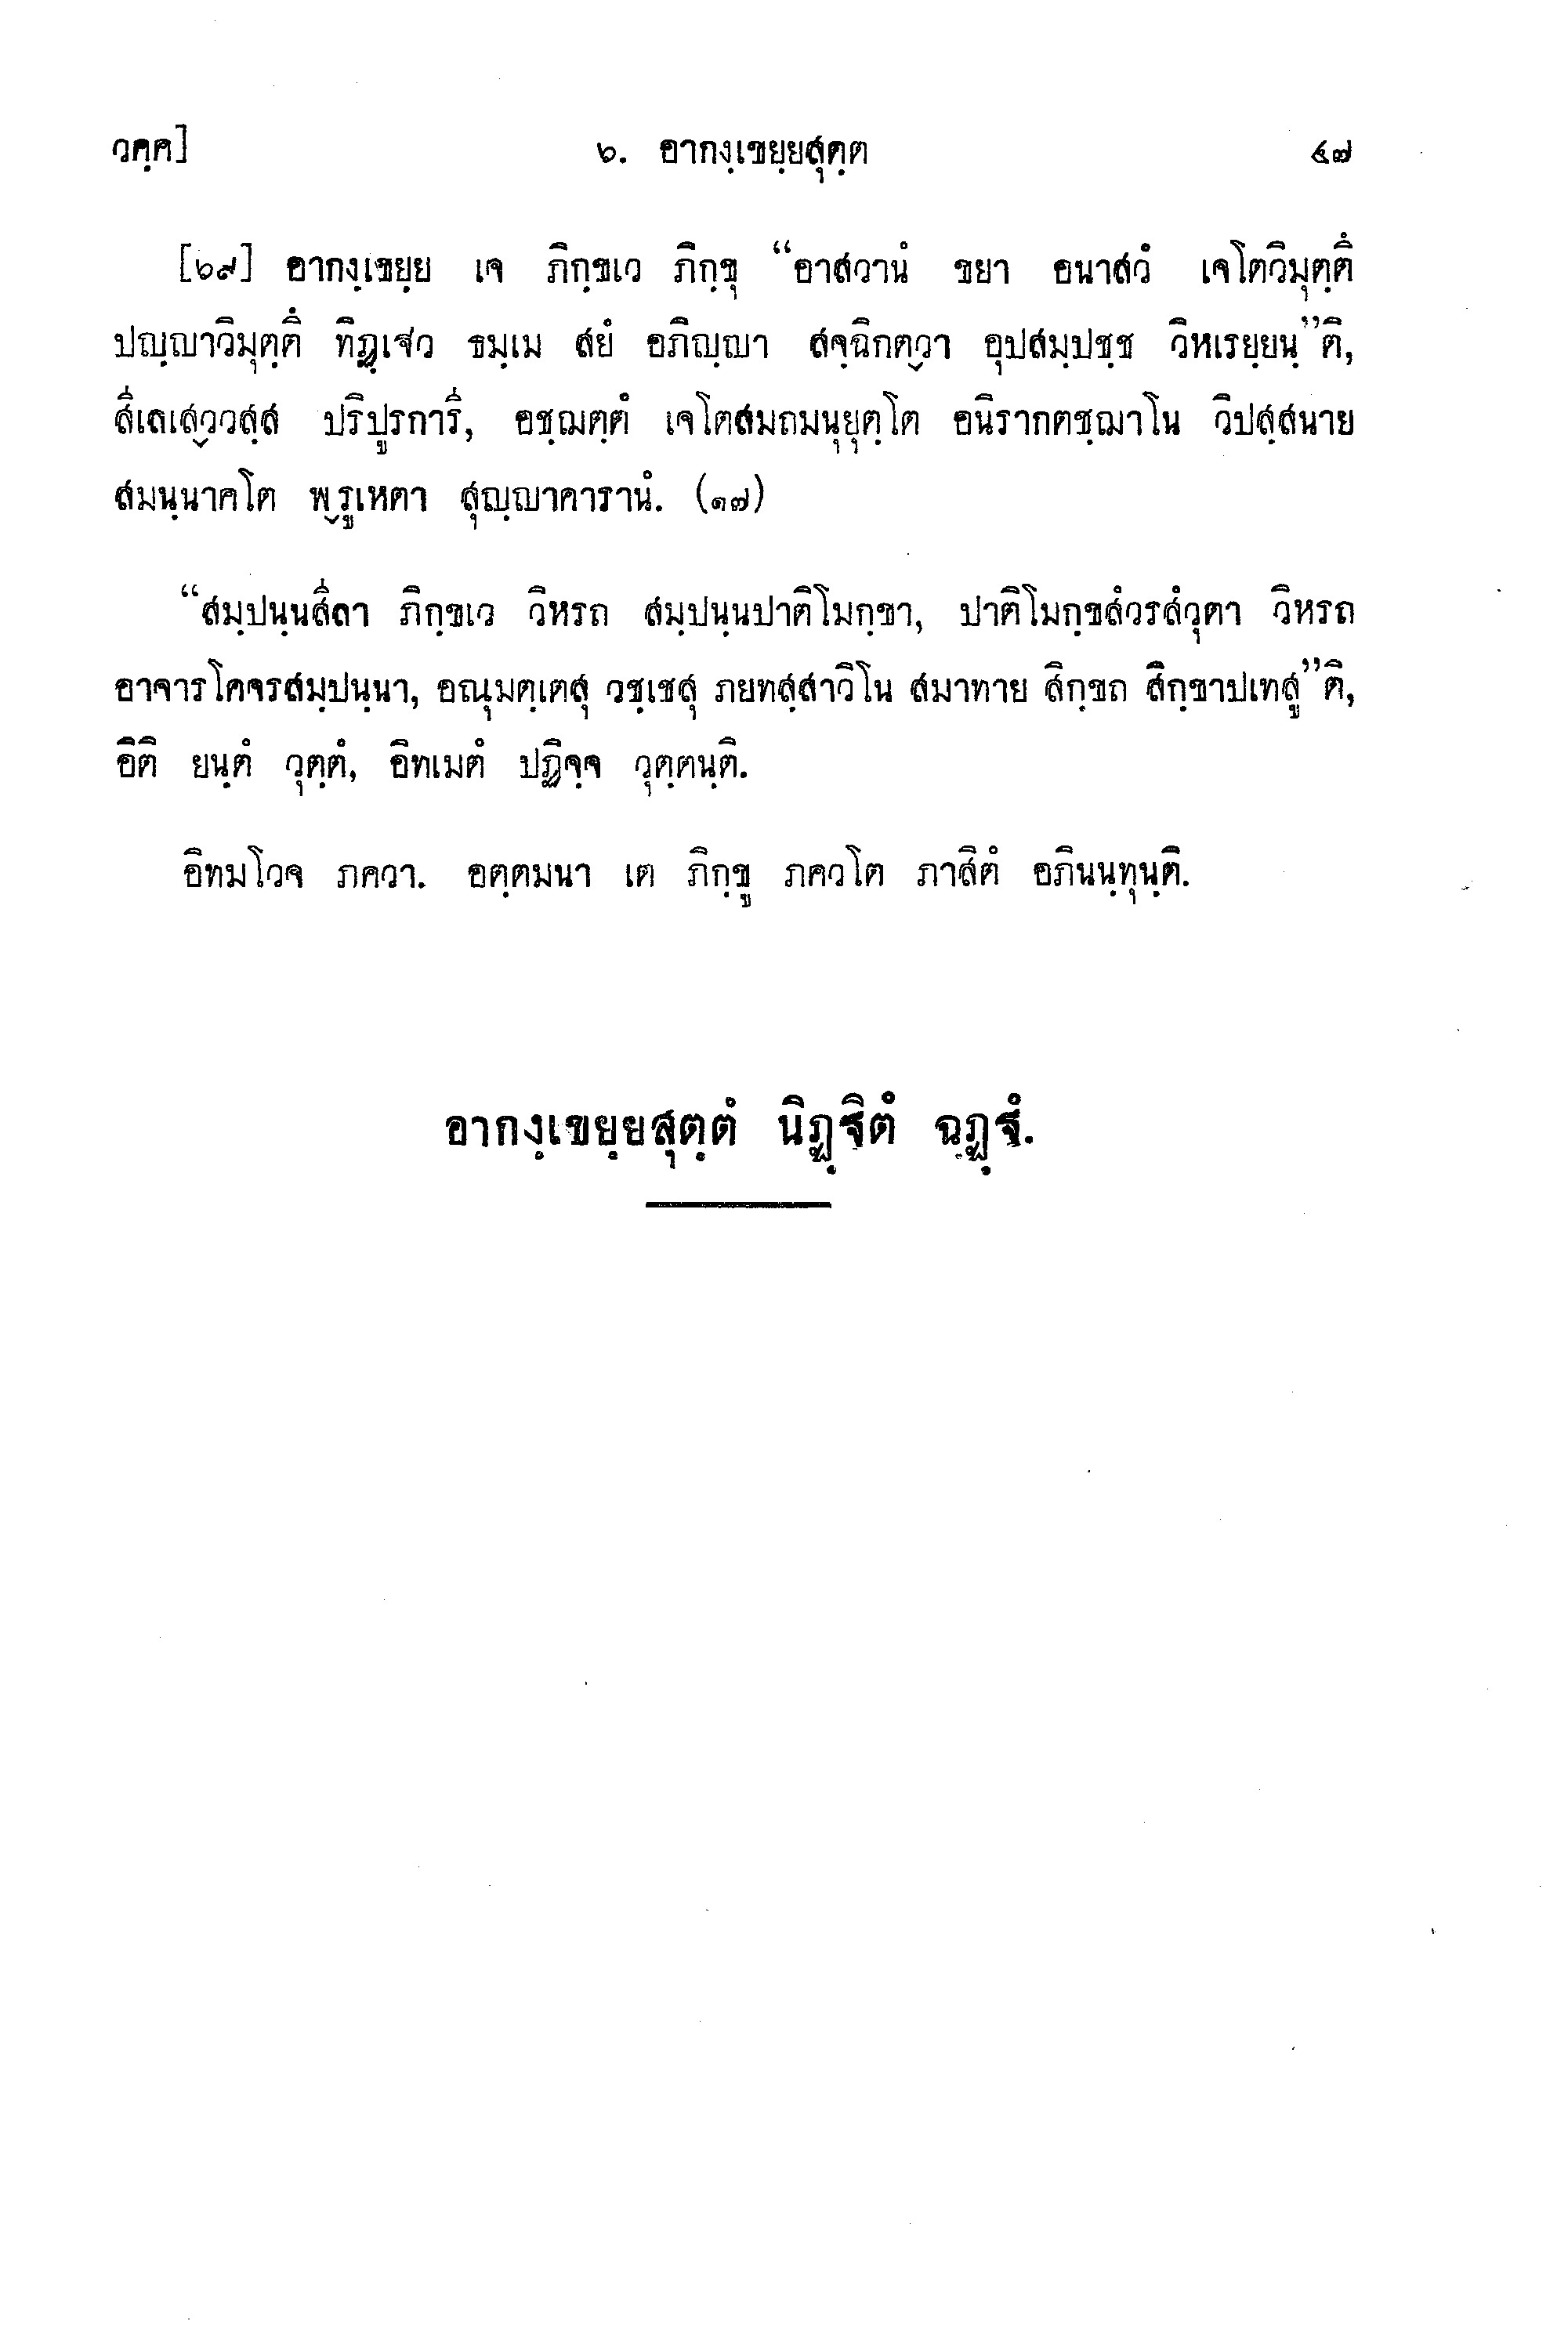 วคฺค] ๖. อากงฺเขยฺยสุตฺต ๔๗
[๖๙] อากงฺเขยฺย เจ ภิกฺขเว ภิกฺขุ “อาสวานํ ขยา อนาสวํ เจโตวิมุตฺตึ
ปญฺญาวิมุตฺตึ ทิฏฺเฐว ธมฺเม สยํ อภิญฺญา สจฺฉิกตฺวา อุปสมฺปชฺช วิหเรยฺยนฺ”ติ,
สีเลเสฺววสฺส ปริปูรการี, อชฺฌตฺตํ เจโตสมถมนุยุตฺโต อนิรากตชฺฌาโน วิปสฺสนาย
สมนฺนาคโต พฺรูเหตา สุญฺญาคารานํ. (๑๗)
“สมฺปนฺนสีลา ภิกฺขเว วิหรถ สมฺปนฺนปาติโมกฺขา, ปาติโมกฺขสํวรสํวุตา วิหรถ
อาจารโคจรสมฺปนฺนา, อณุมตฺเตสุ วชฺเชสุ ภยทสฺสาวิโน สมาทาย สิกฺขถ สิกฺขาปเทสู”ติ,
อิติ ยนฺตํ วุตฺตํ, อิทเมตํ ปฏิจฺจ วุตฺตนฺติ.
อิทมโวจ ภควา. อตฺตมนา เต ภิกฺขู ภควโต ภาสิตํ อภินนฺทุนฺติ.
อากงฺเขยฺยสุตฺตํ นิฏฺฐิตํ ฉฏฺฐํ.